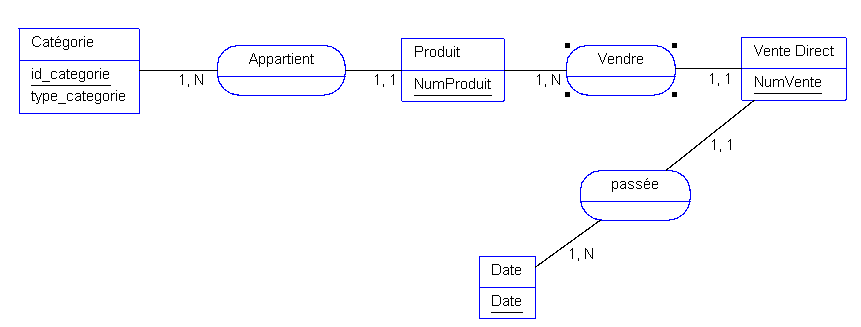 Catégorie
id_categorie
type_categorie
1, N
Appartient
1, 1
Produit
NumProduit
1, N
Vendre
1, 1
Vente Direct
NumVente
1, 1
passée
1, N
Date
Date